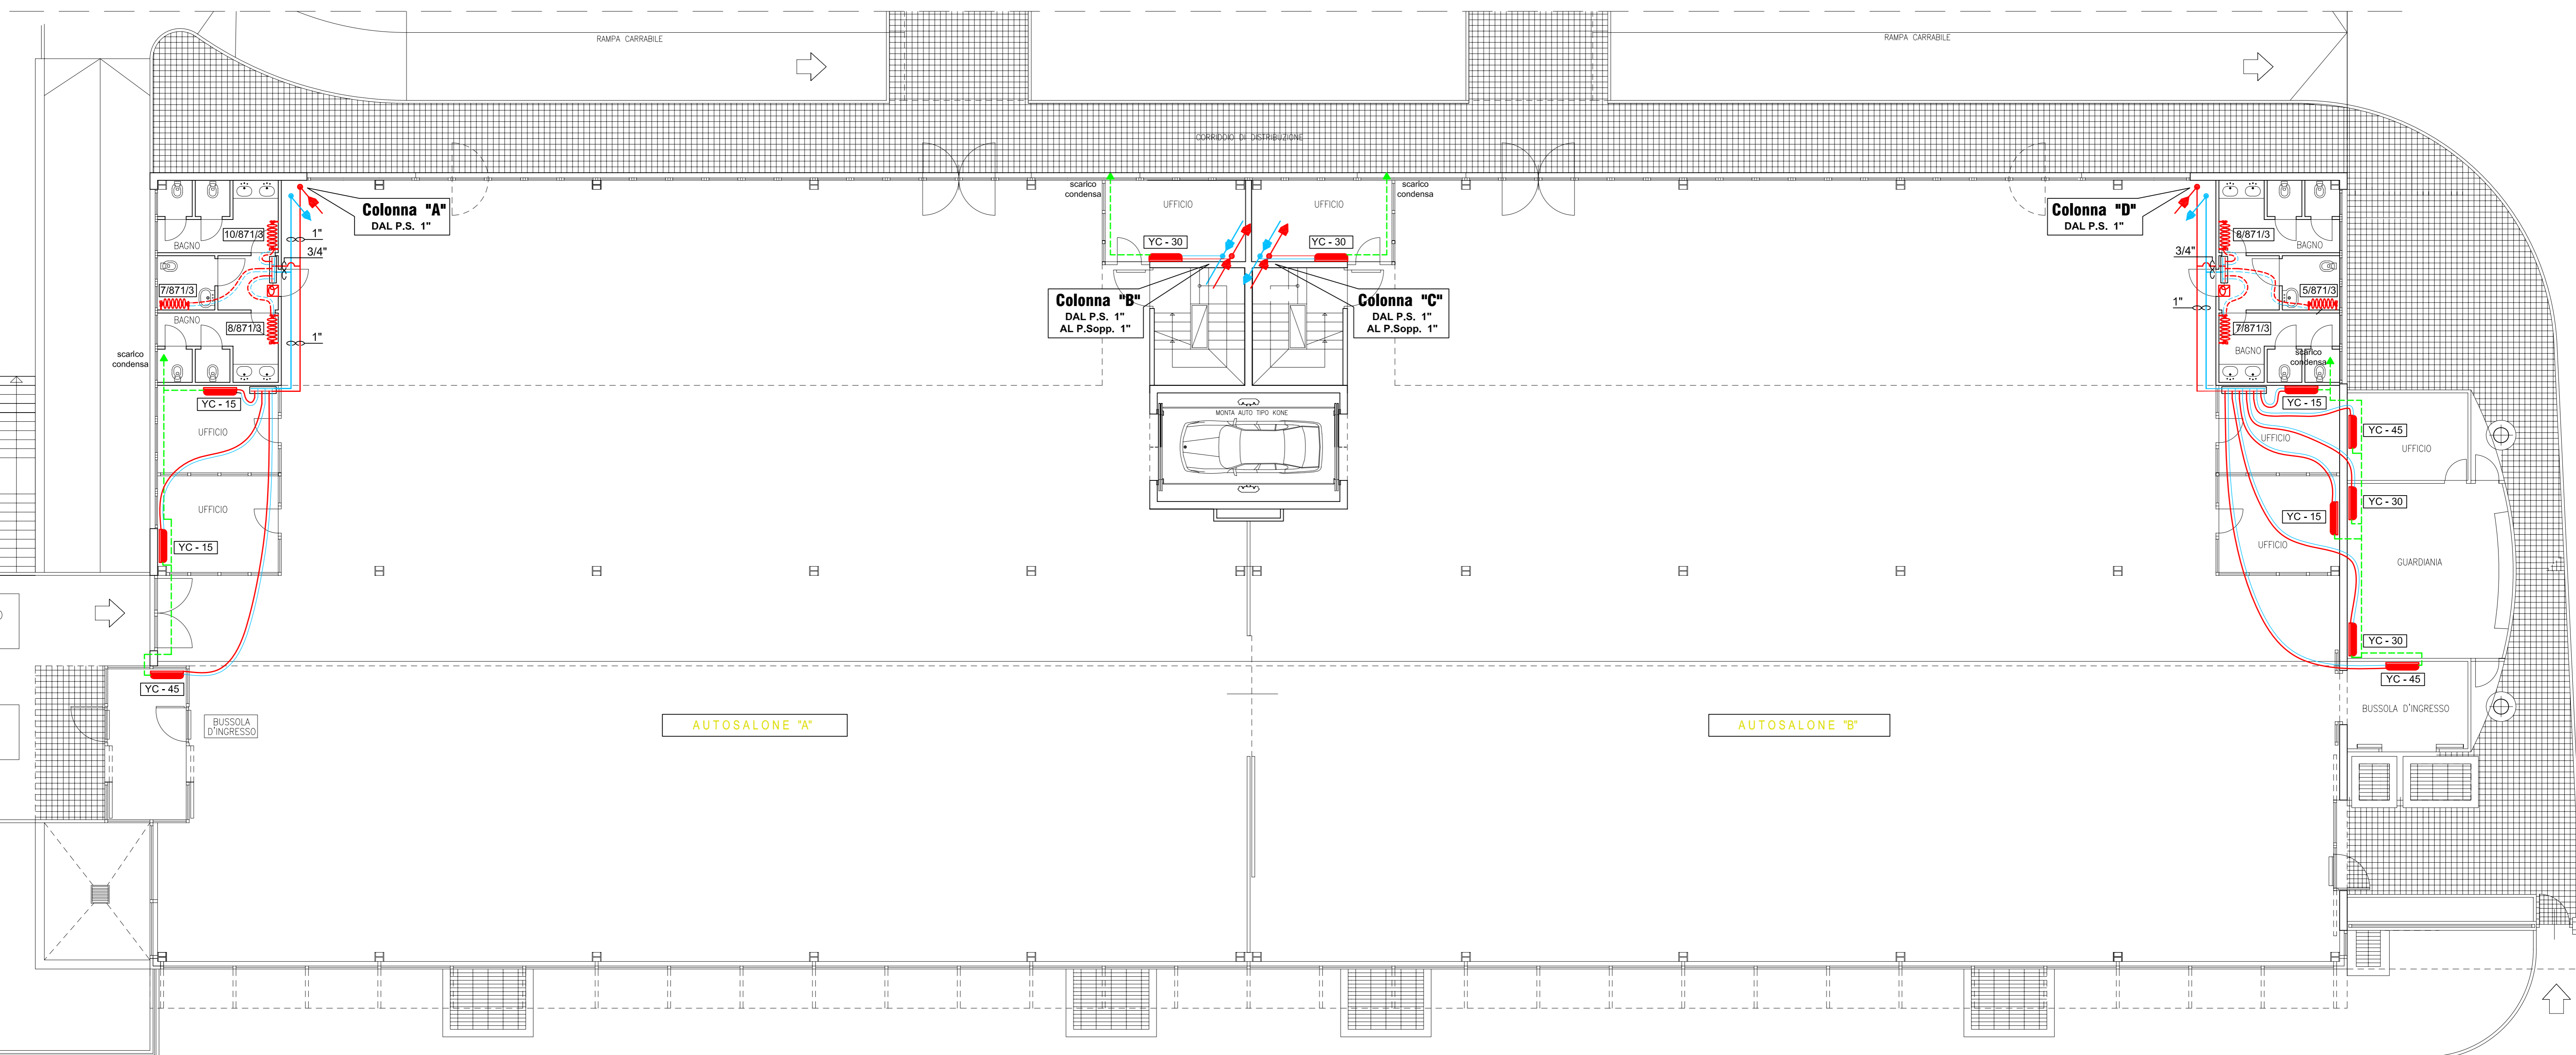 RAMPA CARRABILE
RAMPA CARRABILE
CORRIDOIO DI DISTRIBUZIONE
scarico
condensa
scarico
condensa
Colonna "A"
DAL P.S. 1"
UFFICIO
UFFICIO
Colonna "D"
DAL P.S. 1"
10/871/3
1"
BAGNO
3/4"
YC - 30
YC - 30
8/871/3
BAGNO
3/4"
7/871/3
5/871/3
BAGNO
8/871/3
1"
Colonna "B"
DAL P.S. 1"
AL P.Sopp. 1"
Colonna "C"
DAL P.S. 1"
AL P.Sopp. 1"
1"
7/871/3
BAGNO
scarico
condensa
scarico
condensa
YC - 15
MONTA AUTO TIPO KONE
YC - 15
UFFICIO
YC - 45
UFFICIO
UFFICIO
UFFICIO
YC - 30
YC - 15
YC - 15
UFFICIO
GUARDIANIA
YC - 30
YC - 45
YC - 45
BUSSOLA
D'INGRESSO
AUTOSALONE "A"
AUTOSALONE "B"
BUSSOLA D'INGRESSO